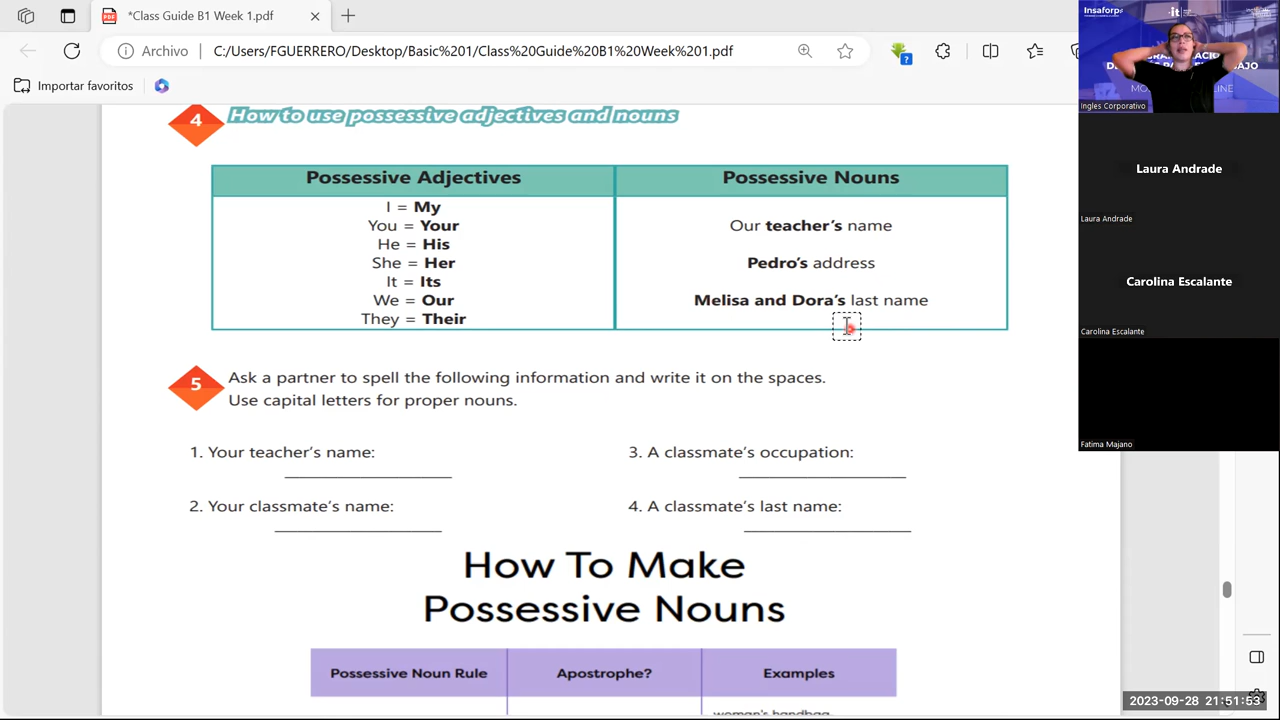 *Class Guide B1 Week 1.pdf
Archivo
C:/Users/FGUERRERO/Desktop/Basic%201/Class%20Guide%20B1%20Week%201.pdf
Importar favoritos
4
How to use possessive adjectives and nouns
Possessive Adjectives
I = My
You = Your
He = His
She = Her
It = Its
We = Our
They = Their
Possessive Nouns
Our teacher's name
Pedro's address
Melisa and Dora's last name
5
Ask a partner to spell the following information and write it on the spaces.
Use capital letters for proper nouns.
1. Your teacher's name:
2. Your classmate's name:
3. A classmate's occupation:
4. A classmate's last name:
How To Make
Possessive Nouns
Possessive Noun Rule
Apostrophe?
Examples
woman's handbag
Insaforp
Ingles Corporativo
Laura Andrade
Laura Andrade
Carolina Escalante
Carolina Escalante
Fatima Majano
2023-09-28 21:51:53